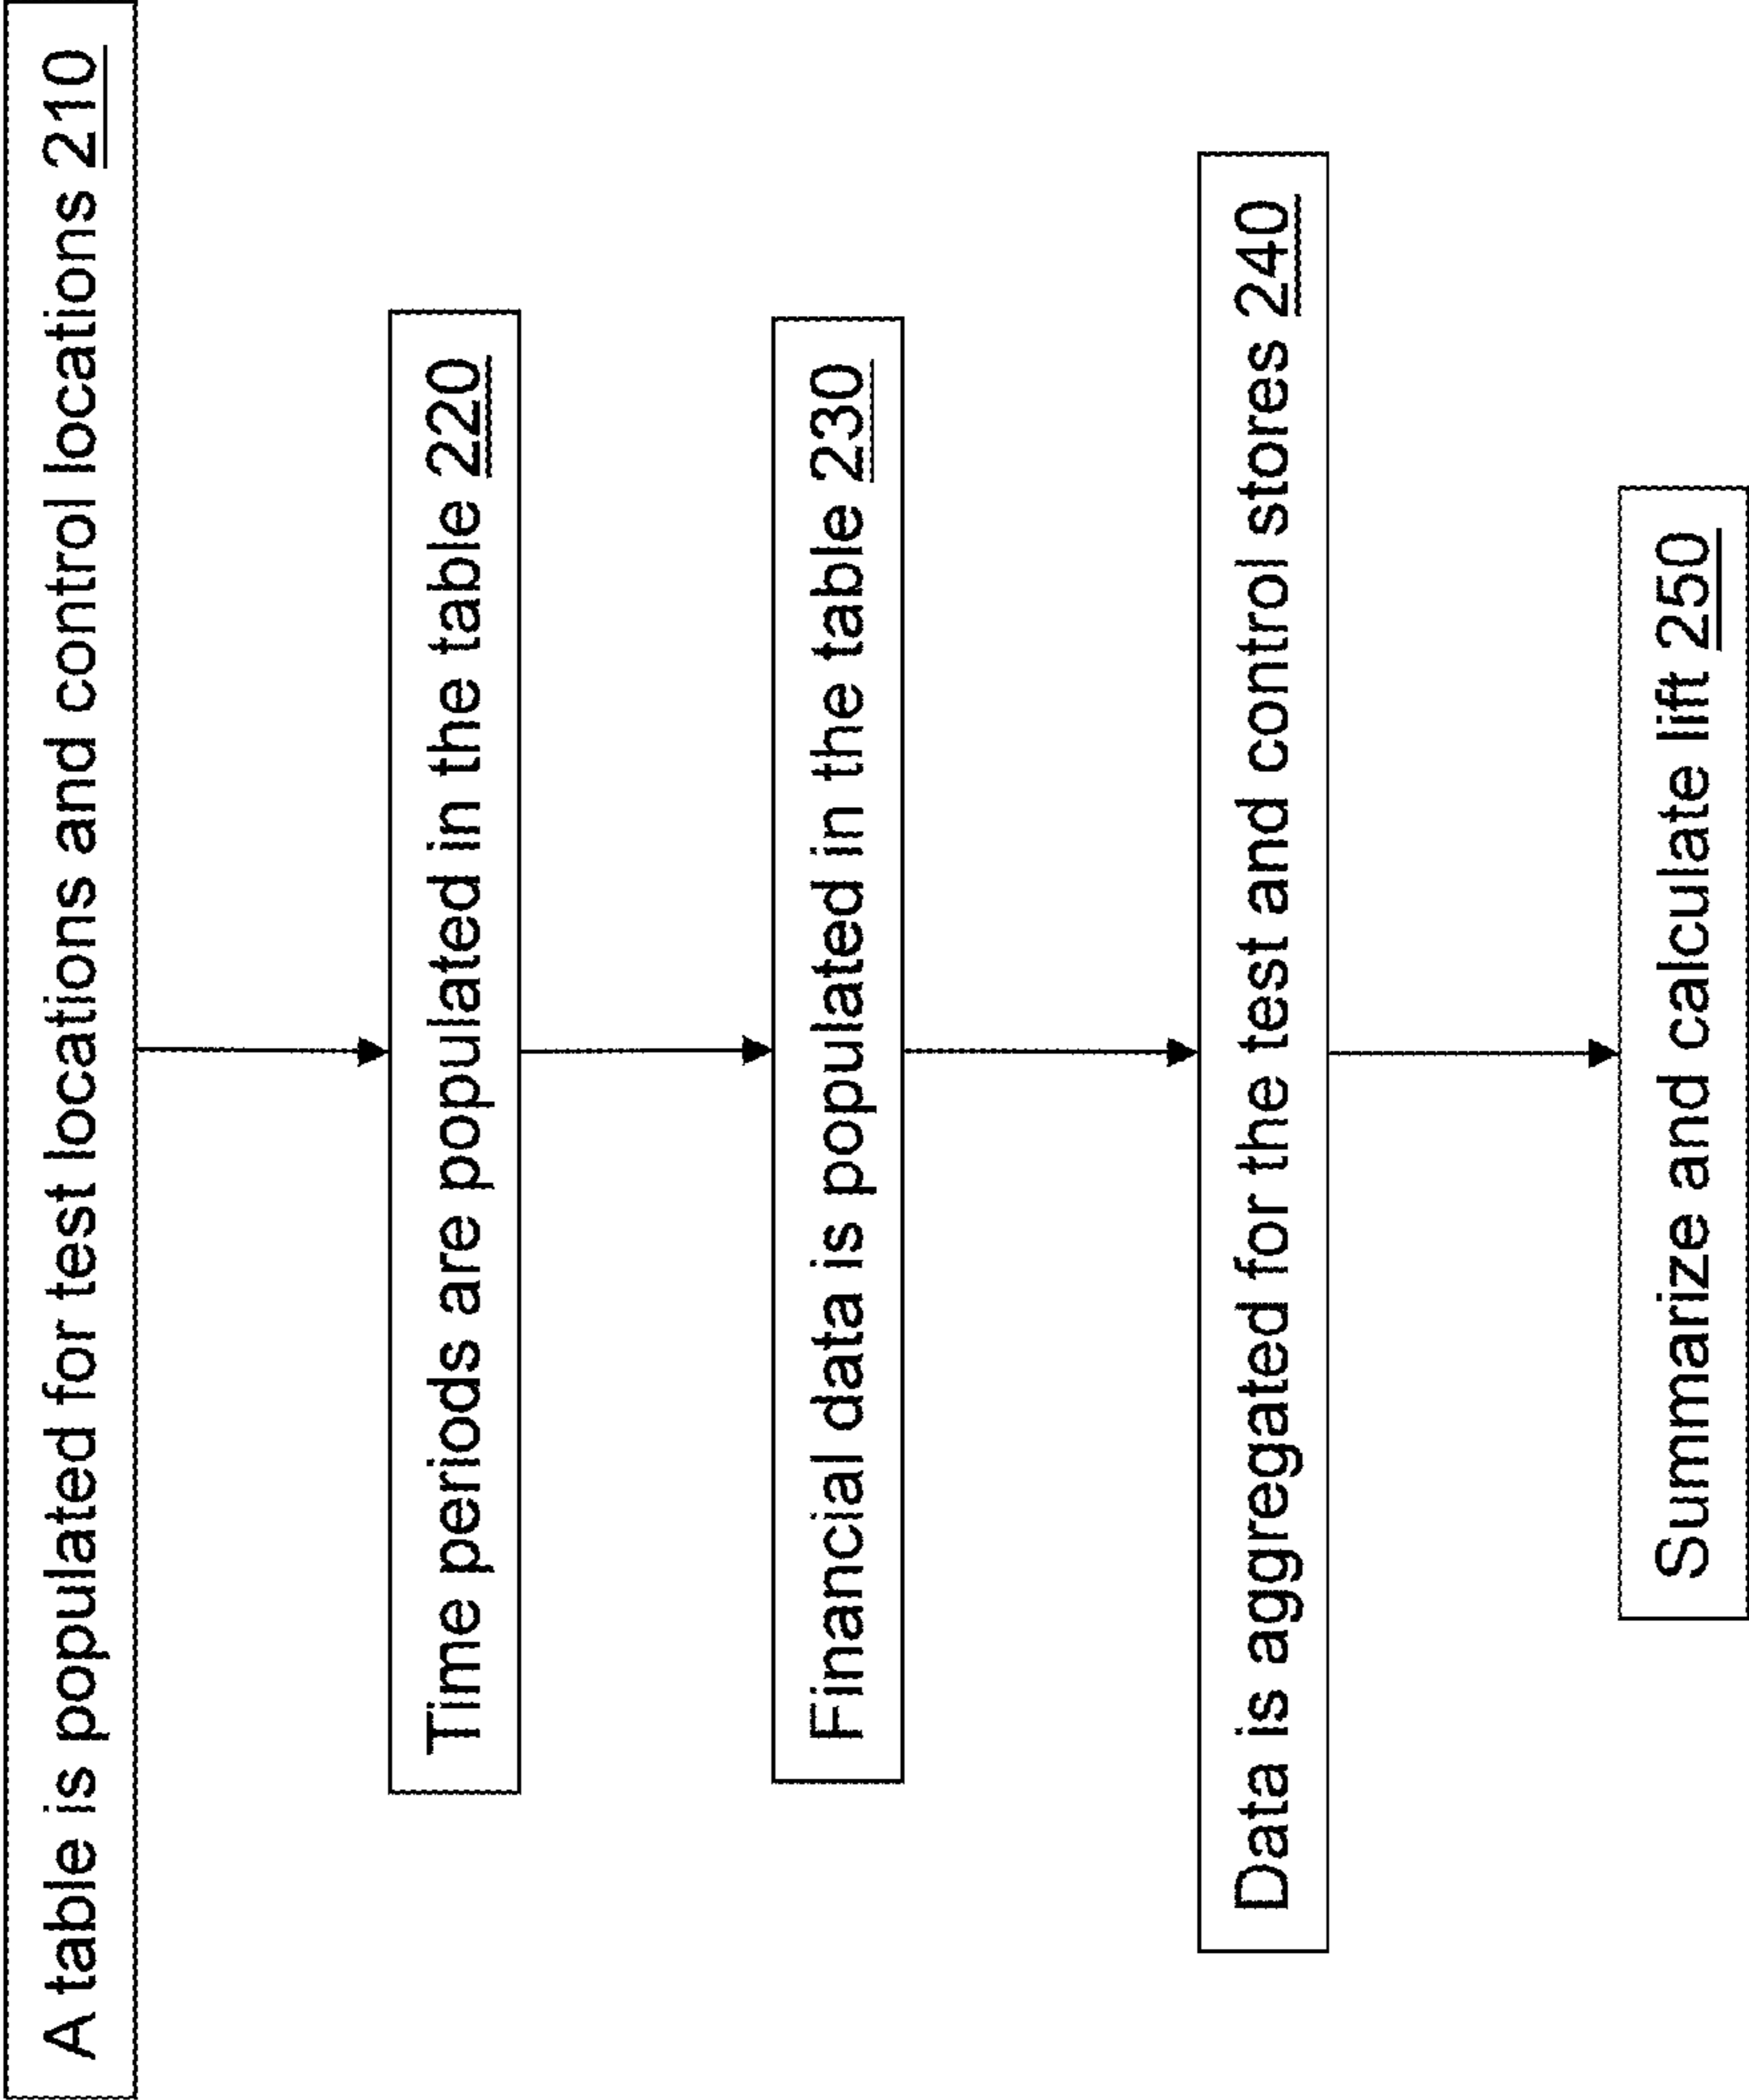 A table is populated for test locations and control locations 210
Time periods are populated in the table 220
Financial data is populated in the table 230
Data is aggregated for the test and control stores 240
Summarize and calculate lift 250